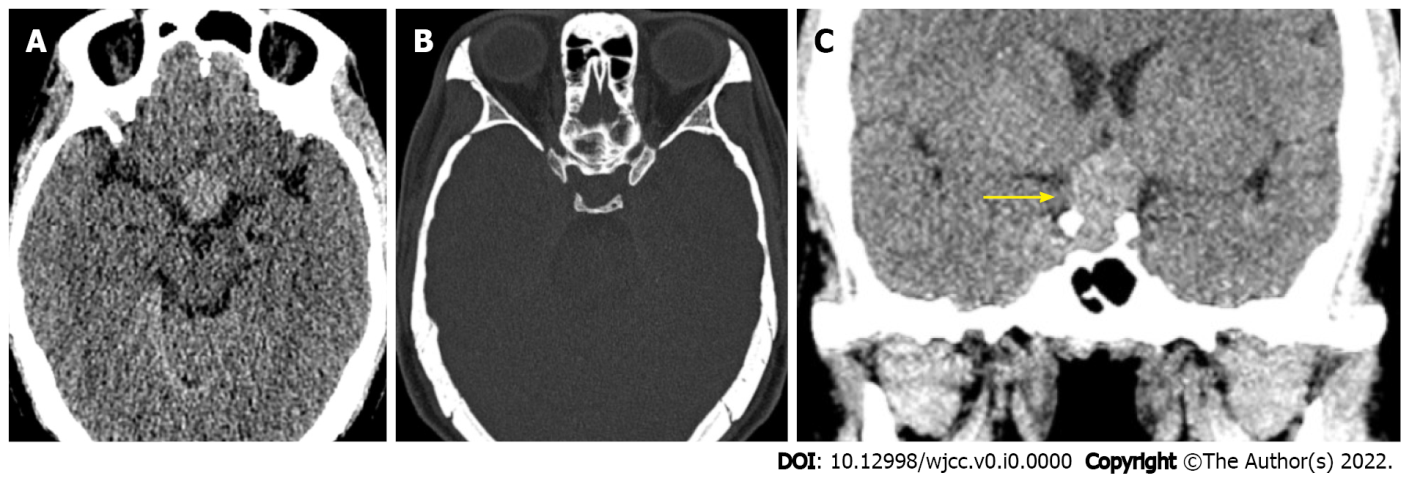 A
B
C
DOI: 10.12998/wjcc.v0.i0.0000 Copyright ©The Author(s) 2022.